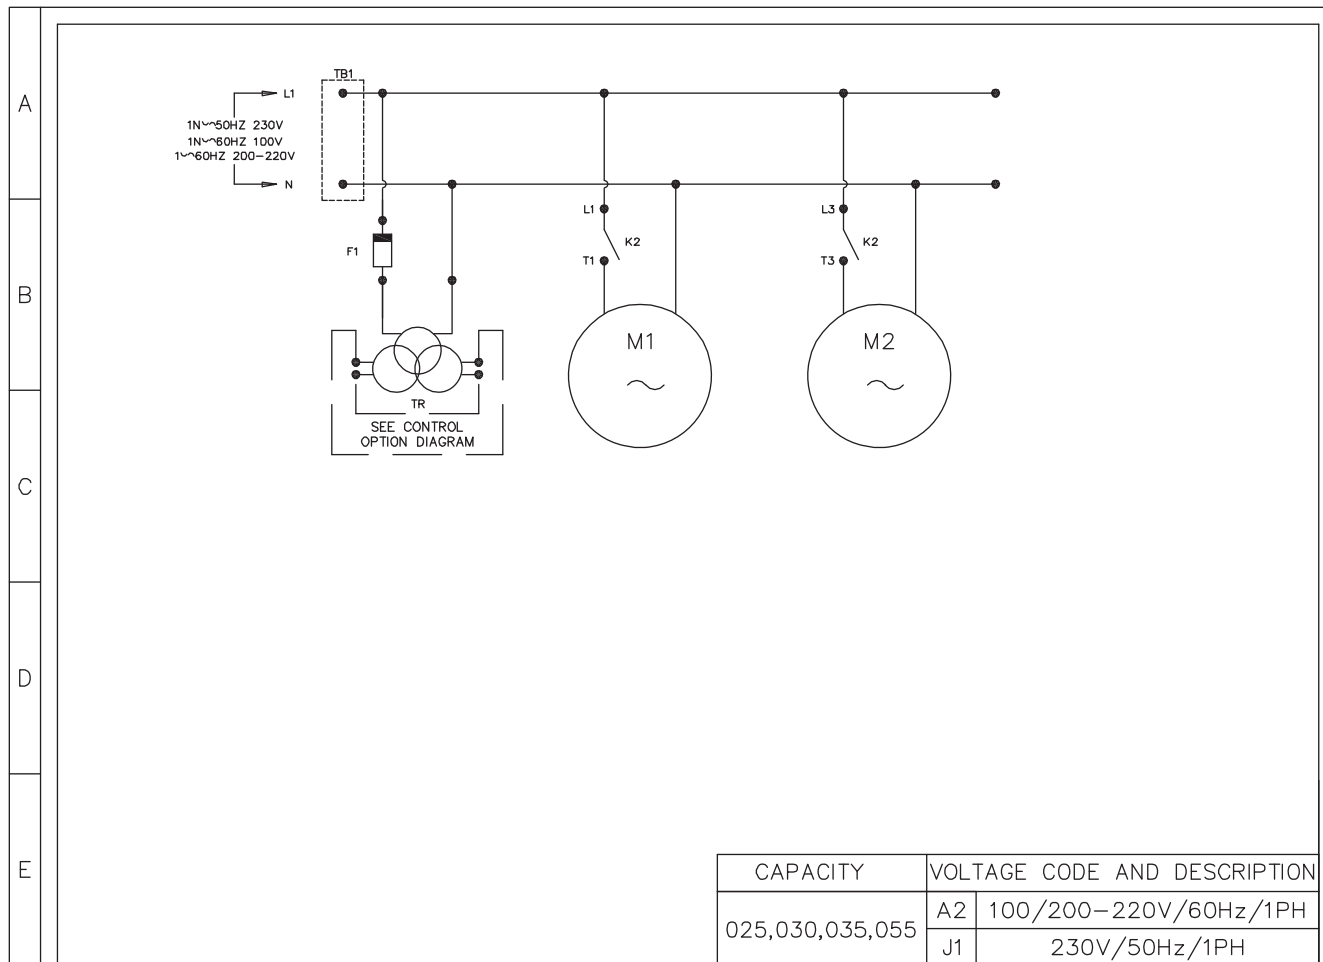 A
B
C
D
E
TB1
L1
1N~50HZ 230V
1N~60HZ 100V
1~60HZ 200-220V
N
F1
L1
K2
T1
L3
K2
T3
M1
M2
TR
SEE CONTROL
OPTION DIAGRAM
CAPACITY
VOLTAGE CODE AND DESCRIPTION
025,030,035,055
A2
100/200-220V/60Hz/1PH
J1
230V/50Hz/1PH